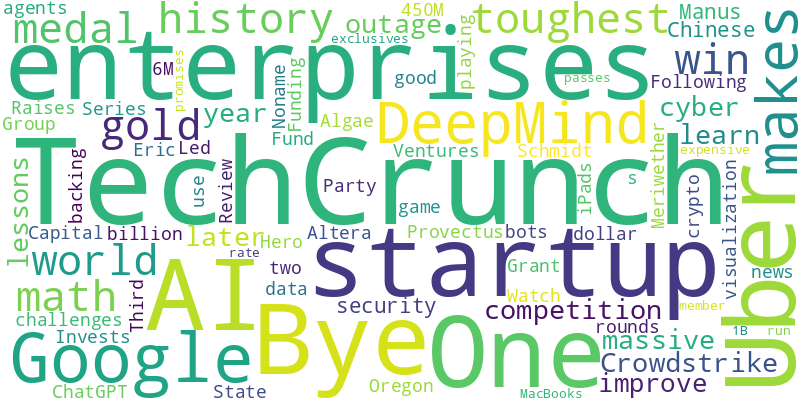 agents
medal
history
outage
450M
toughest
Manus
Chinese
makes
exclusives
enterprises
6M
promises
Noname
Funding
good
playing
passes
win
Following
Raises
Series
Group
gold
year
Fund
Algae
DeepMind
cyber
learn
expensive
Eric
Led
TechCrunch
Ventures
Schmidt
Meriwether
lessons
backing
use
Review
Party
game
s
iPads
crypto
visualization
Uber
Capital
billion
later
Hero
Altera
Provectus
bots
dollar
world
rate
startup
news
math
AI
two
data
Grant
Watch
competition
member
challenges
Third
security
rounds
1B
run
Invests
Google
Bye
One
massive
Crowdstrike
ChatGPT
State
Oregon
MacBooks
improve